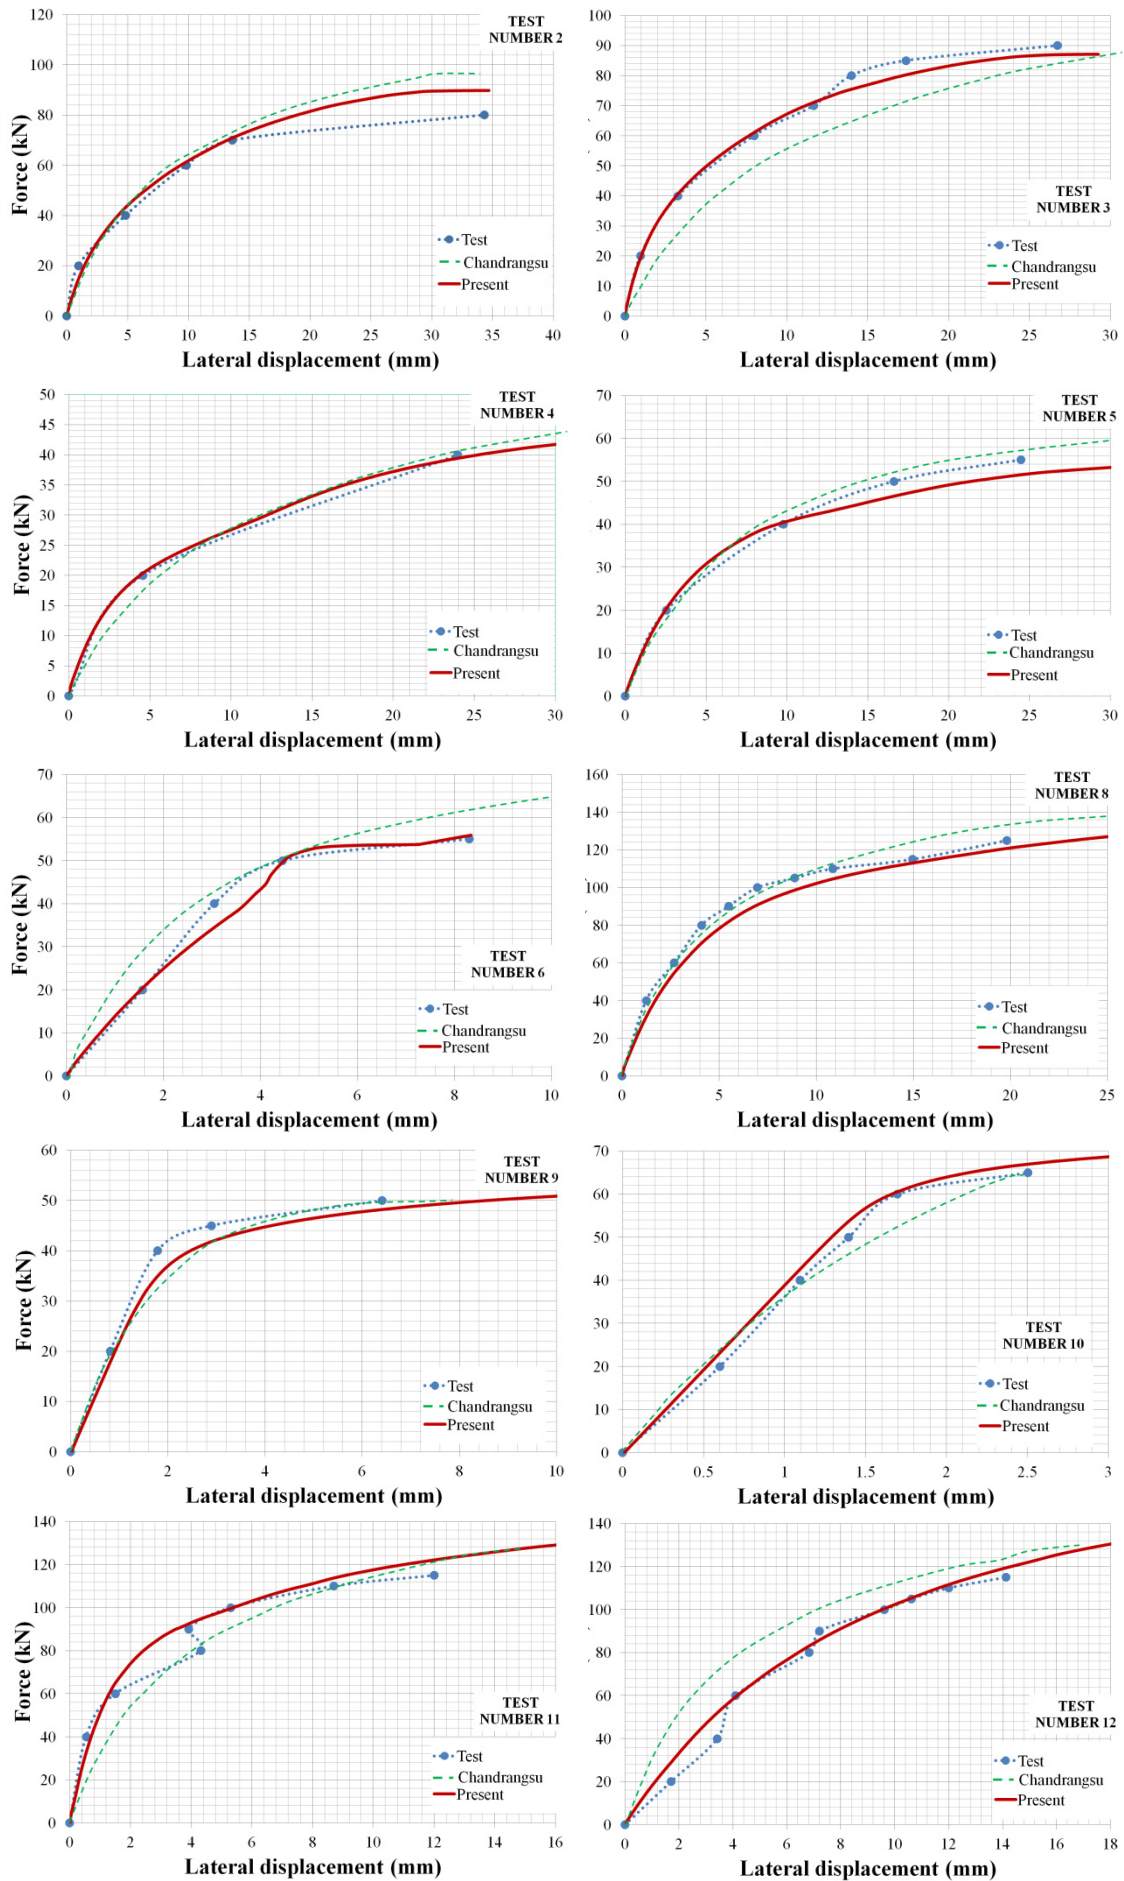 TEST
NUMBER 2
120
100
80
60
40
20
0
Force (kN)
Test
Chandrangsu
Present
0 5 10 15 20 25 30 35 40
Lateral displacement (mm)
TEST
NUMBER 3
100
90
80
70
60
50
40
30
20
10
0
Test
Chandrangsu
Present
0 5 10 15 20 25 30
Lateral displacement (mm)
TEST
NUMBER 4
50
45
40
35
30
25
20
15
10
5
0
Force (kN)
Test
Chandrangsu
Present
0 5 10 15 20 25 30
Lateral displacement (mm)
TEST
NUMBER 5
70
60
50
40
30
20
10
0
Test
Chandrangsu
Present
0 5 10 15 20 25 30
Lateral displacement (mm)
70
60
50
40
30
20
10
0
Force (kN)
TEST
NUMBER 6
Test
Chandrangsu
Present
0 2 4 6 8 10
Lateral displacement (mm)
TEST
NUMBER 8
160
140
120
100
80
60
40
20
0
Test
Chandrangsu
Present
0 5 10 15 20 25
Lateral displacement (mm)
TEST
NUMBER 9
60
50
40
30
20
10
0
Force (kN)
Test
Chandrangsu
Present
0 2 4 6 8 10
Lateral displacement (mm)
70
60
50
40
30
20
10
0
TEST
NUMBER 10
Test
Chandrangsu
Present
0 0.5 1 1.5 2 2.5 3
Lateral displacement (mm)
140
120
100
80
60
40
20
0
Force (kN)
TEST
NUMBER 11
Test
Chandrangsu
Present
0 2 4 6 8 10 12 14 16
Lateral displacement (mm)
140
120
100
80
60
40
20
0
TEST
NUMBER 12
Test
Chandrangsu
Present
0 2 4 6 8 10 12 14 16 18
Lateral displacement (mm)